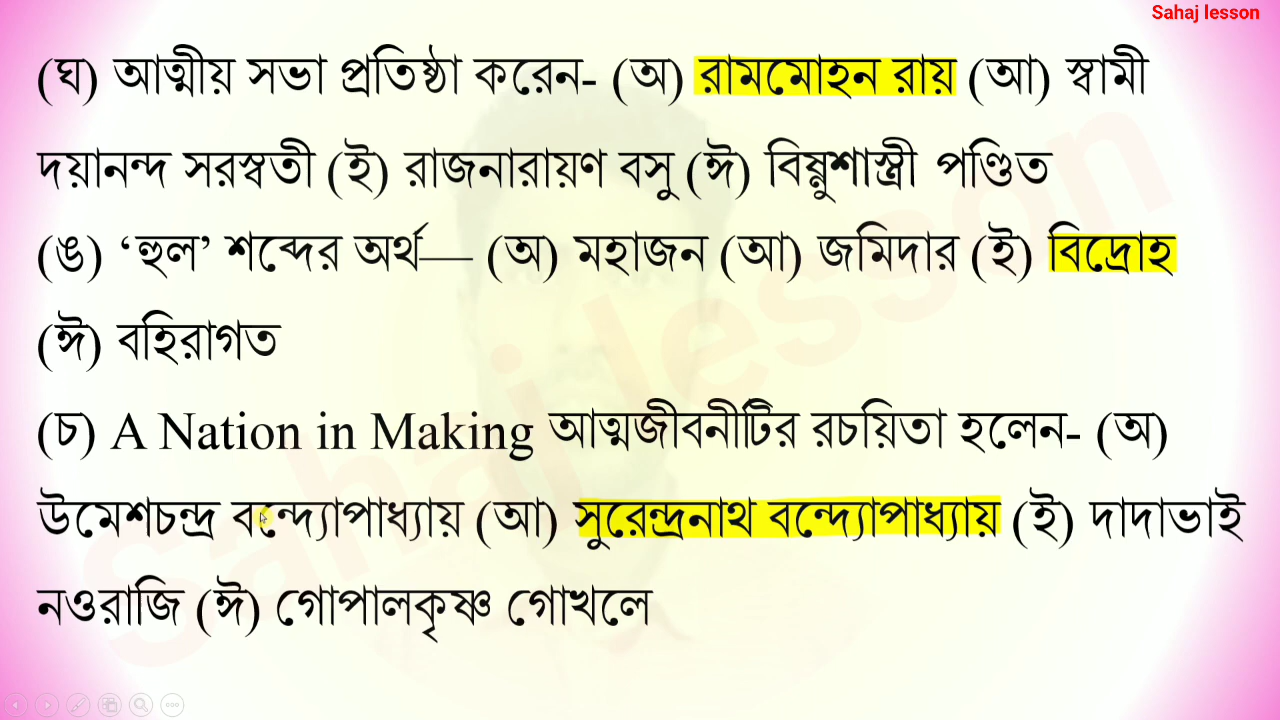 Sahaj lesson
(ঘ) আত্মীয় সভা প্রতিষ্ঠা করেন- (অ) রামমোহন রায় (আ) স্বামী
দয়ানন্দ সরস্বতী (ই) রাজনারায়ণ বসু (ঈ) বিষ্ণুশাস্ত্রী পণ্ডিত
(ঙ) ‘হুল’ শব্দের অর্থ— (অ) মহাজন (আ) জমিদার (ই) বিদ্রোহ
(ঈ) বহিরাগত
(চ) A Nation in Making আত্মজীবনীটির রচয়িতা হলেন- (অ)
উমেশচন্দ্র বন্দ্যোপাধ্যায় (আ) সুরেন্দ্রনাথ বন্দ্যোপাধ্যায় (ই) দাদাভাই
নওরাজি (ঈ) গোপালকৃষ্ণ গোখলে
Sahaj lesson